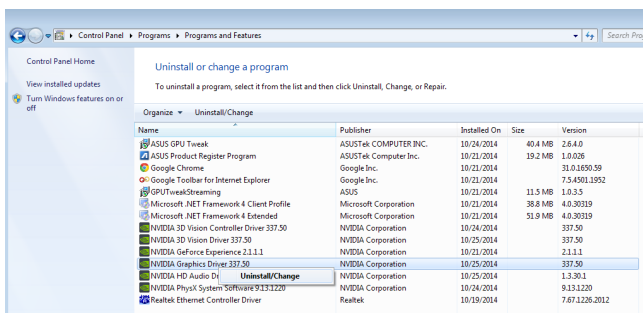 Control Panel ▸ Programs ▸ Programs and Features
Search Pro
Control Panel Home
View installed updates
Turn Windows features on or
off
Uninstall or change a program
To uninstall a program, select it from the list and then click Uninstall, Change, or Repair.
Organize Uninstall/Change
Name Publisher Installed On Size Version
ASUS GPU Tweak ASUSTek COMPUTER INC. 10/24/2014 40.4 MB 2.6.4.0
ASUS Product Register Program ASUSTek Computer Inc. 10/21/2014 19.2 MB 1.0.026
Google Chrome Google Inc. 10/21/2014 31.0.1650.59
Google Toolbar for Internet Explorer Google Inc. 10/21/2014 7.5.4501.1952
GPUTweakStreaming ASUS 10/21/2014 11.5 MB 1.0.3.5
Microsoft .NET Framework 4 Client Profile Microsoft Corporation 10/21/2014 38.8 MB 4.0.30319
Microsoft .NET Framework 4 Extended Microsoft Corporation 10/21/2014 51.9 MB 4.0.30319
NVIDIA 3D Vision Controller Driver 337.50 NVIDIA Corporation 10/24/2014 337.50
NVIDIA 3D Vision Driver 337.50 NVIDIA Corporation 10/25/2014 337.50
NVIDIA GeForce Experience 2.1.1.1 NVIDIA Corporation 10/21/2014 2.1.1.1
NVIDIA Graphics Driver 337.50 NVIDIA Corporation 10/25/2014 337.50
NVIDIA HD Audio Dr Uninstall/Change NVIDIA Corporation 10/25/2014 1.3.30.1
NVIDIA PhysX System Software 9.13.1220 NVIDIA Corporation 10/24/2014 9.13.1220
Realtek Ethernet Controller Driver Realtek 10/19/2014 7.67.1226.2012